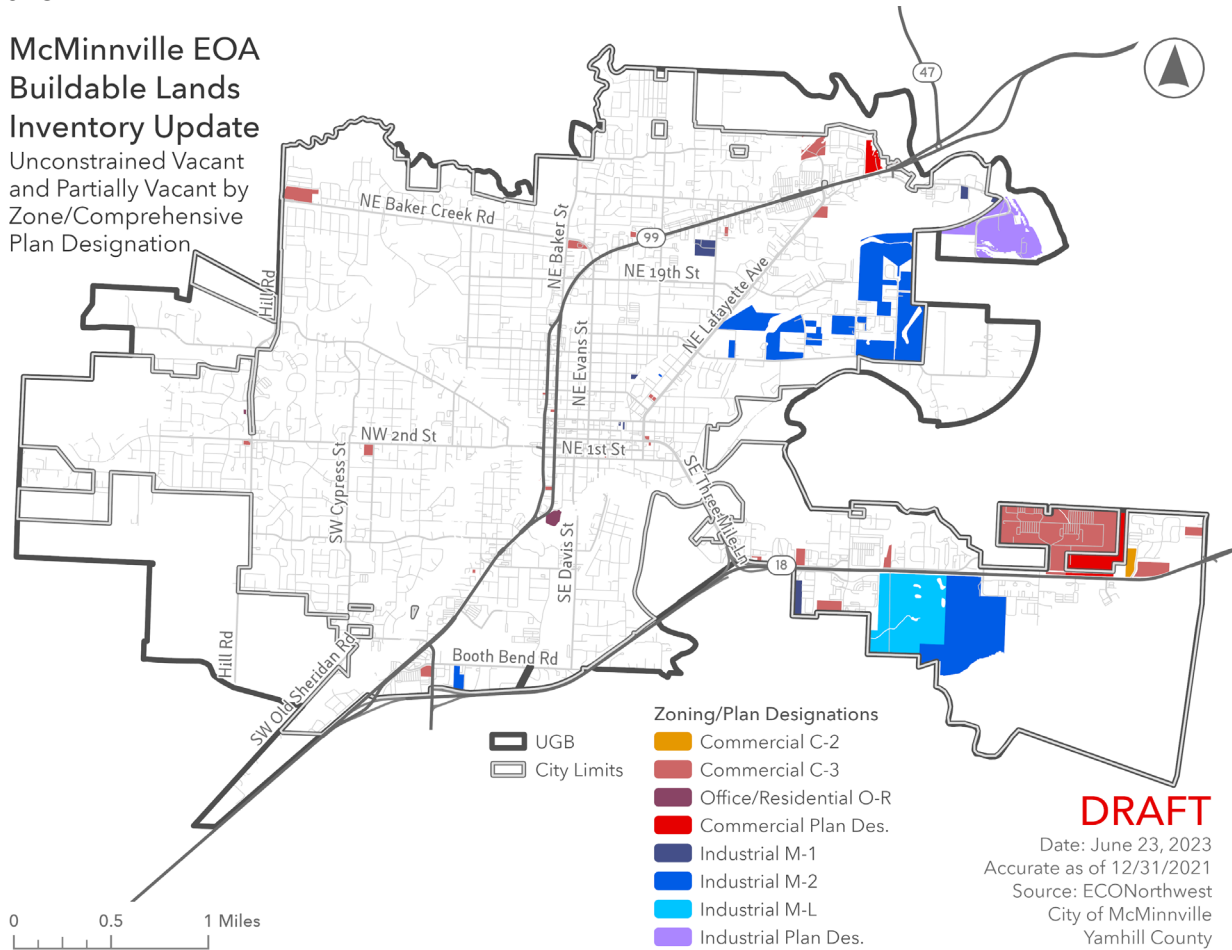 McMinnville EOA
Buildable Lands
Inventory Update
Unconstrained Vacant
and Partially Vacant by
Zone/Comprehensive
Plan Designation
47
NE Baker Creek Rd
NE Baker St
99
NE 19th St
Hill Rd
NE Lafayette Ave
NE Evans St
NW 2nd St
NE 1st St
SW Cypress St
SE Three Mile Ln
SE Davis St
18
Hill Rd
Booth Bend Rd
SW Old Sheridan Rd
UGB
City Limits
Zoning/Plan Designations
Commercial C-2
Commercial C-3
Office/Residential O-R
Commercial Plan Des.
Industrial M-1
Industrial M-2
Industrial M-L
Industrial Plan Des.
DRAFT
Date: June 23, 2023
Accurate as of 12/31/2021
Source: ECONorthwest
City of McMinnville
Yamhill County
0 0.5 1 Miles